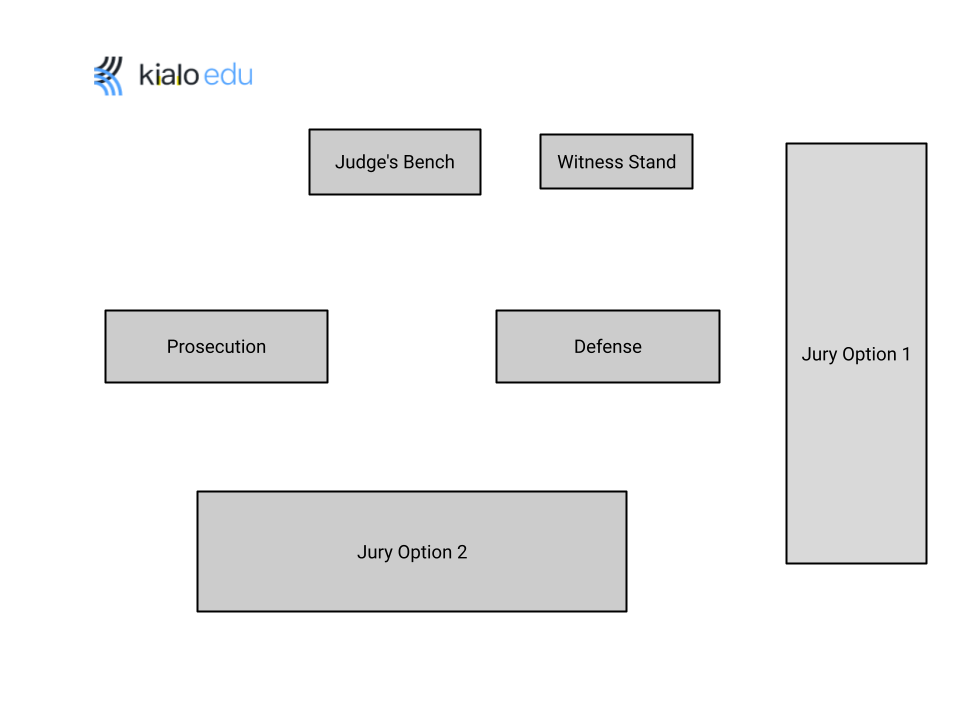 kialo edu
Judge's Bench
Witness Stand
Prosecution
Defense
Jury Option 1
Jury Option 2